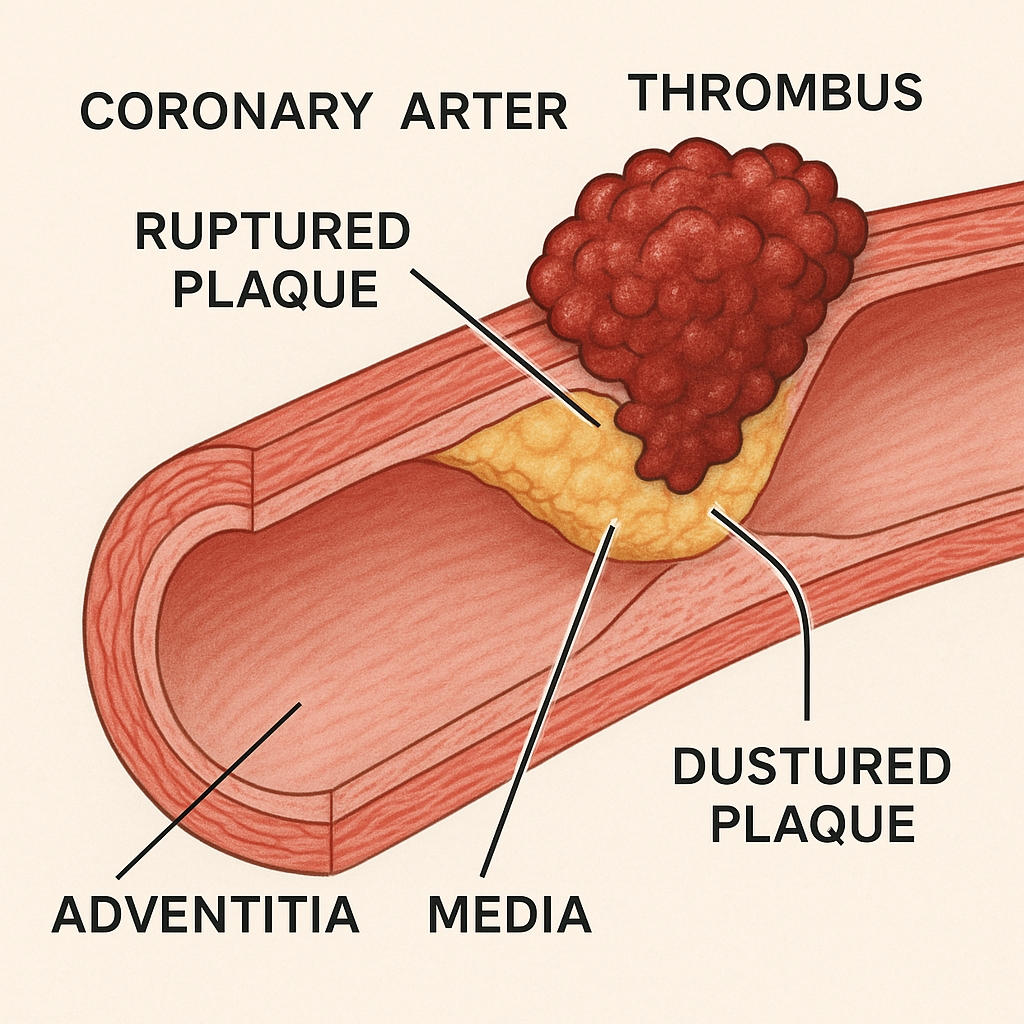 CORONARY ARTER
THROMBUS
RUPTURED
PLAQUE
DUSTURED
PLAQUE
ADVENTITIA
MEDIA